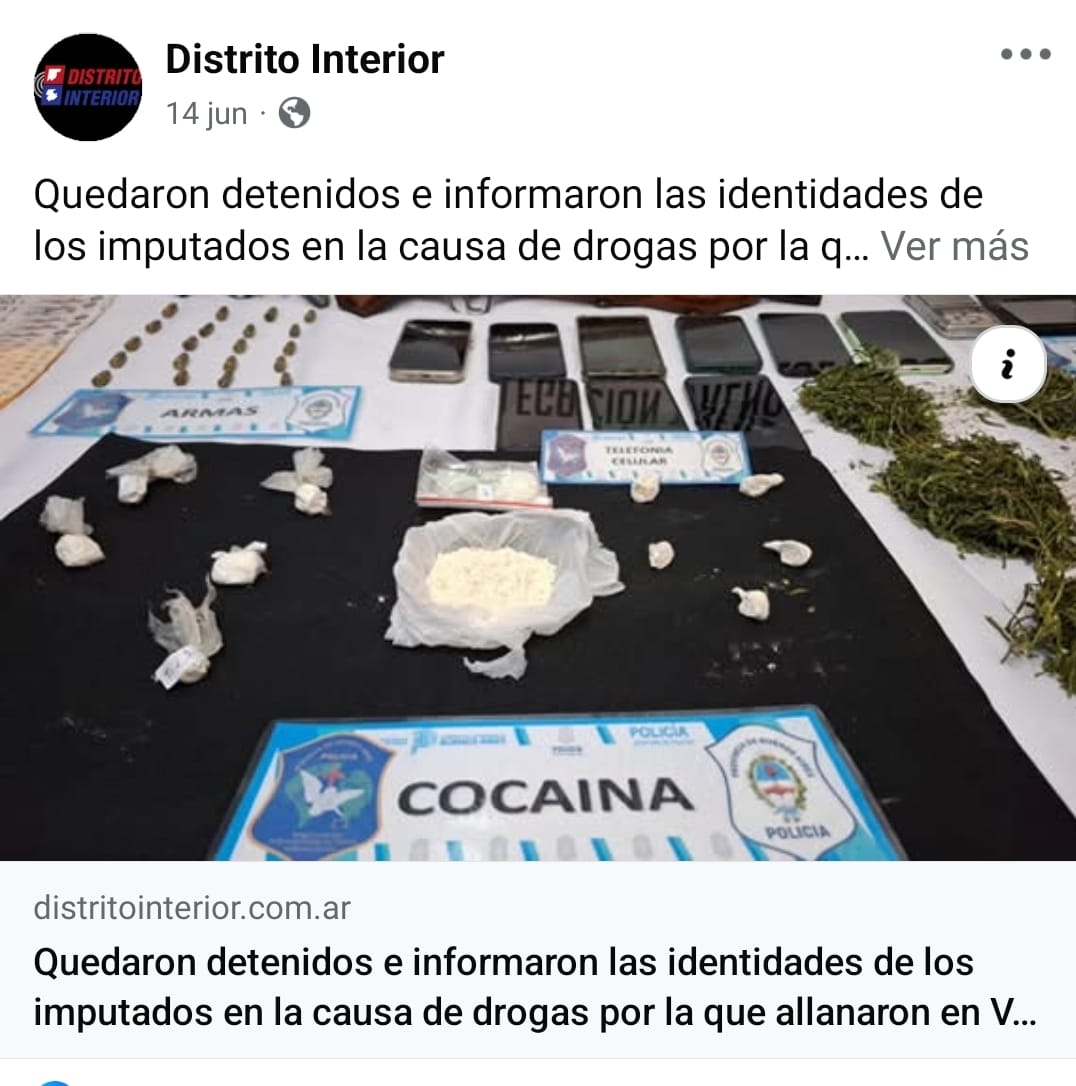 DISTRITO
INTERIOR
Distrito Interior
14 jun ·
Quedaron detenidos e informaron las identidades de
los imputados en la causa de drogas por la q... Ver más
ARMAS
TELEFONIA
CELULAR
POLICÍA
COCAINA
POLICIA
distritointerior.com.ar
Quedaron detenidos e informaron las identidades de los
imputados en la causa de drogas por la que allanaron en V...